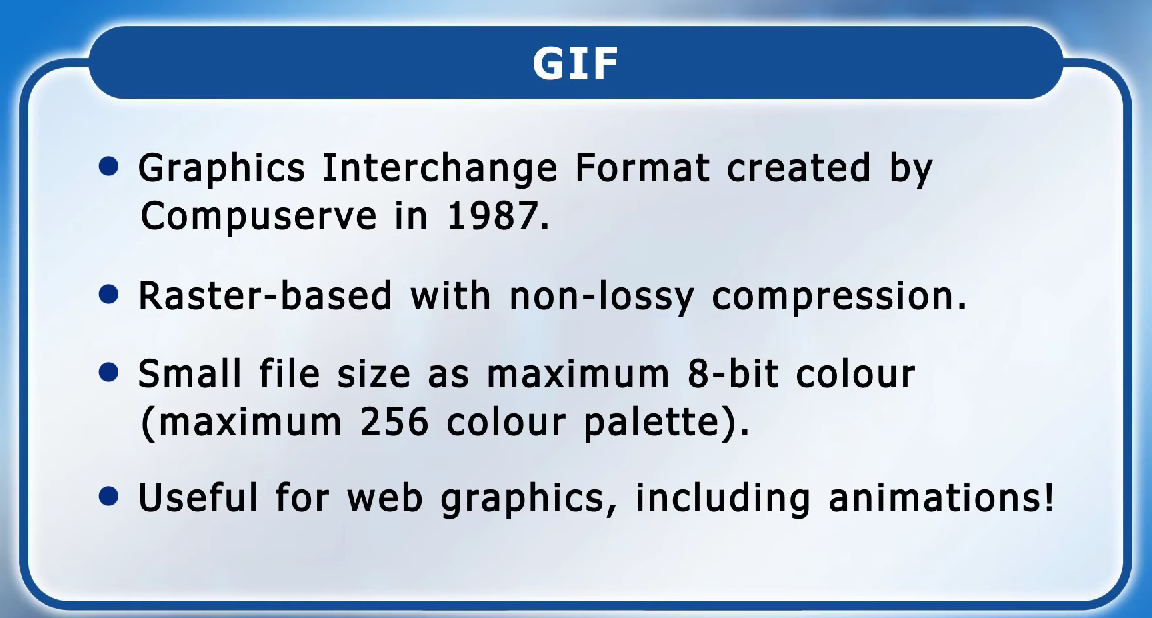 GIF
Graphics Interchange Format created by
Compuserve in 1987.
Raster-based with non-lossy compression.
Small file size as maximum 8-bit colour
(maximum 256 colour palette).
Useful for web graphics, including animations!